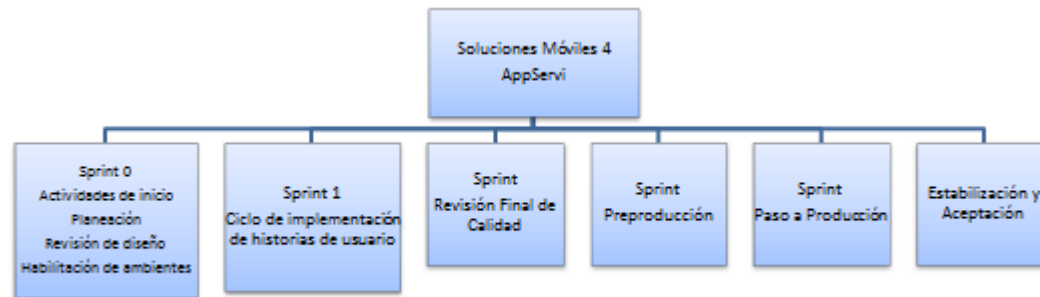 Soluciones Móviles 4
AppServi
Sprint 0
Actividades de inicio
Planeación
Revisión de diseño
Habilitación de ambientes
Sprint 1
Ciclo de implementación
de historias de usuario
Sprint
Revisión Final de
Calidad
Sprint
Preproducción
Sprint
Paso a Producción
Estabilización y
Aceptación